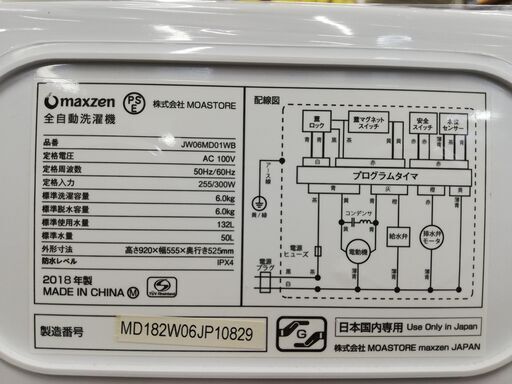 maxzen PSE 株式会社 MOASTORE
全自動洗濯機
品番 JW06MD01WB
定格電圧 AC 100V
定格周波数 50Hz/60Hz
定格入力 255/300W
標準洗濯容量 6.0kg
標準脱水容量 6.0kg
標準使用水量 132L
標準水量 50L
外形寸法 高さ920×幅555×奥行き525mm
防水レベル IPX4
2018年製
MADE IN CHINA M
製造番号 MD182W06JP10829
配線図
蓋ロック
蓋マグネットスイッチ
安全スイッチ
水位センサー
プログラムタイマ
アース線
黄/緑
コンデンサ
電動機
給水弁
排水弁モータ
電源ヒューズ
電源プラグ
G
日本国内専用 Use Only in Japan
株式会社 MOASTORE maxzen JAPAN